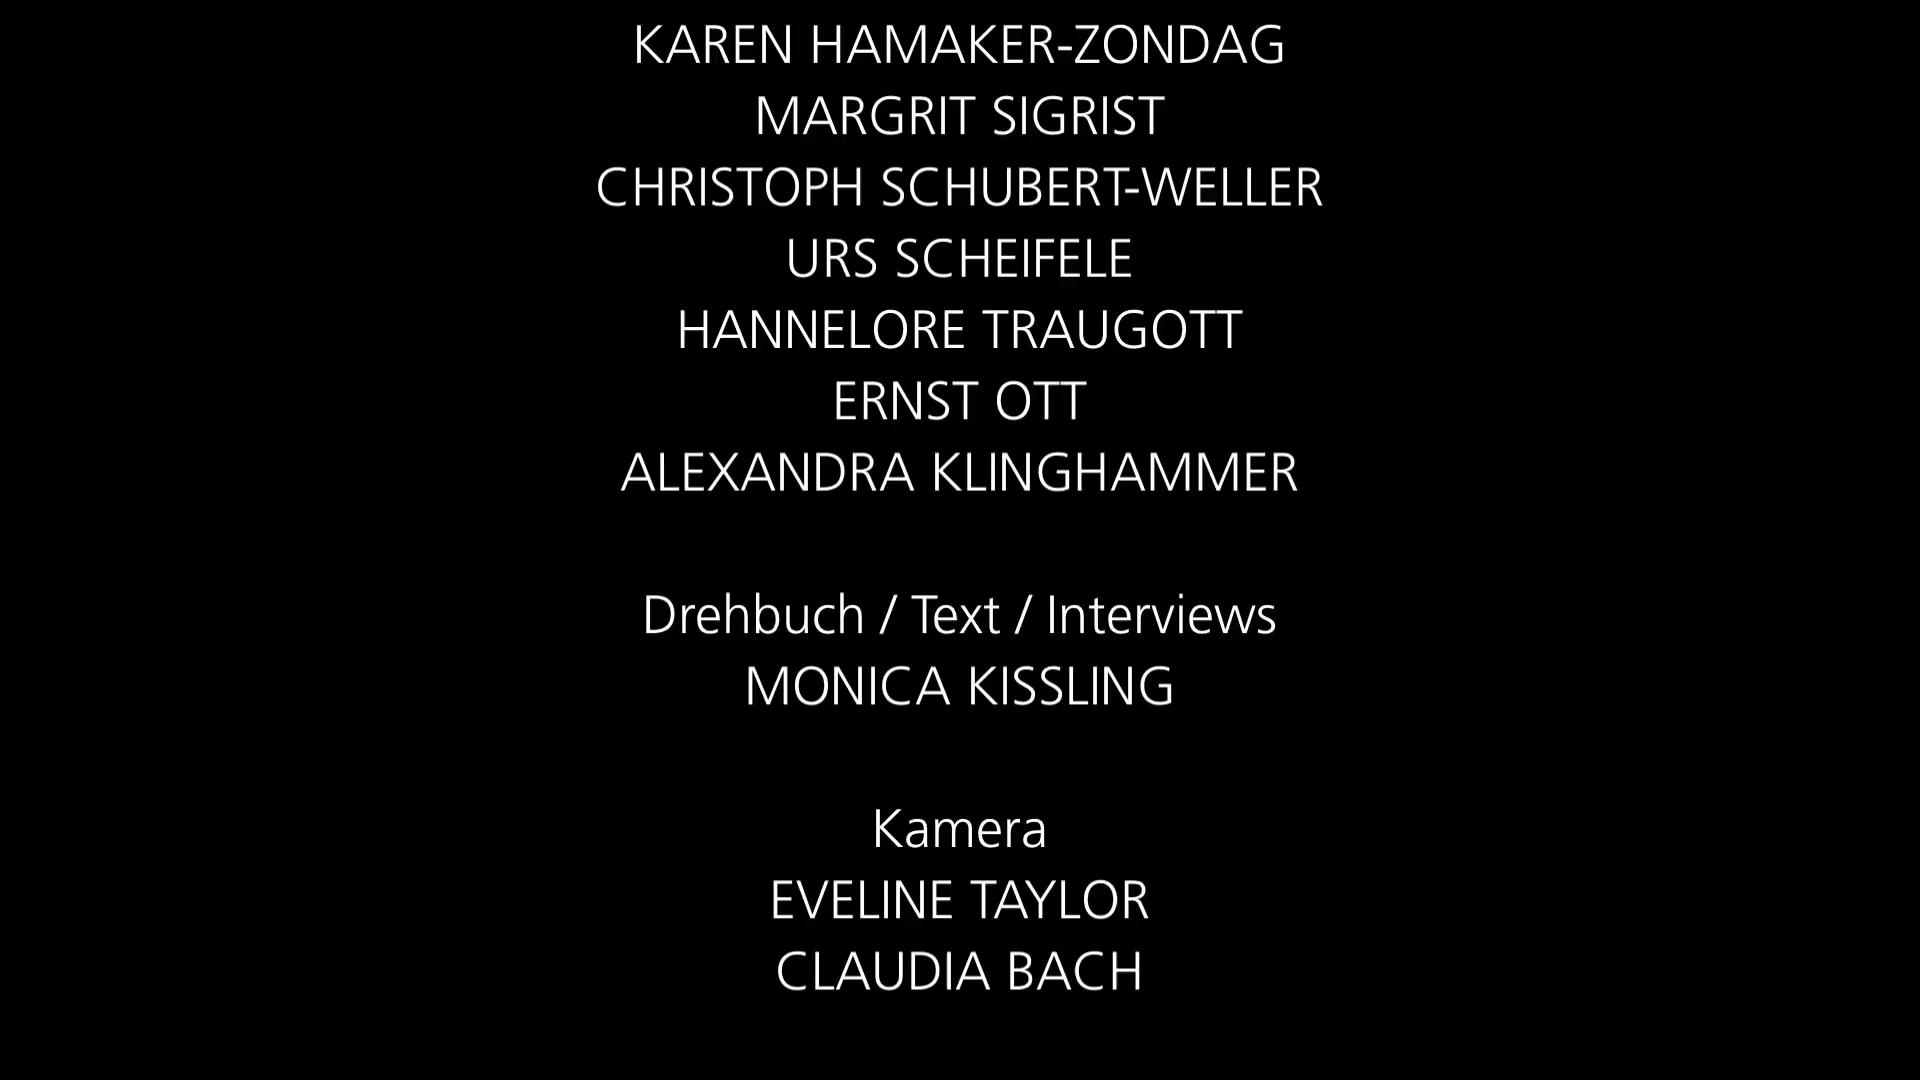 KAREN HAMAKER-ZONDAG
MARGRIT SIGRIST
CHRISTOPH SCHUBERT-WELLER
URS SCHEIFELE
HANNELORE TRAUGOTT
ERNST OTT
ALEXANDRA KLINGHAMMER
Drehbuch / Text / Interviews
MONICA KISSLING
Kamera
EVELINE TAYLOR
CLAUDIA BACH